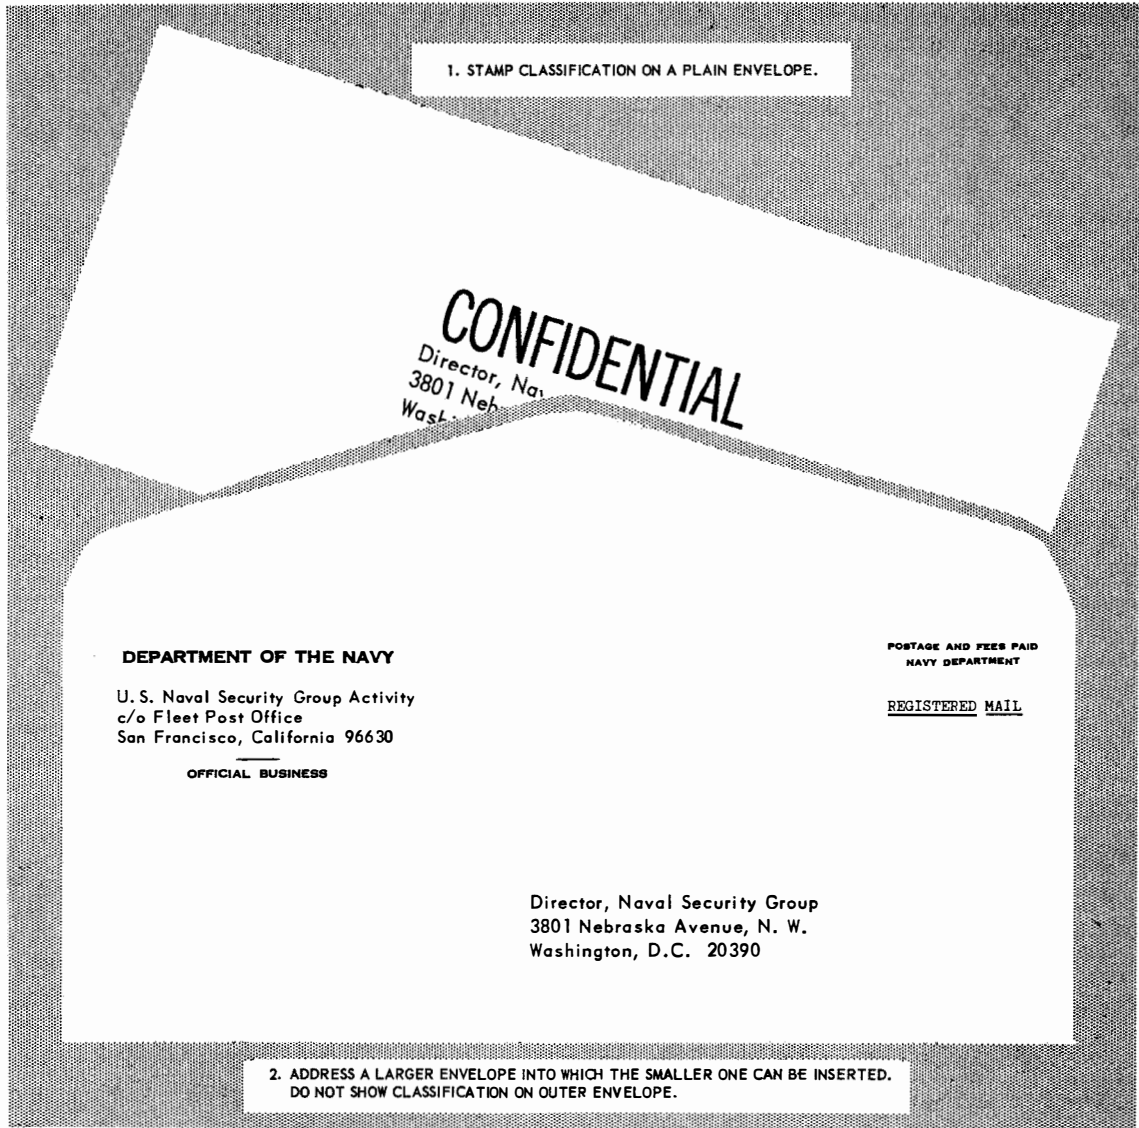 1. STAMP CLASSIFICATION ON A PLAIN ENVELOPE.
CONFIDENTIAL
Director,
3801
DEPARTMENT OF THE NAVY
U. S. Naval Security Group Activity
c/o Fleet Post Office
San Francisco, California 96630
OFFICIAL BUSINESS
POSTAGE AND FEES PAID
NAVY DEPARTMENT
REGISTERED MAIL
Director, Naval Security Group
3801 Nebraska Avenue, N. W.
Washington, D.C. 20390
2. ADDRESS A LARGER ENVELOPE INTO WHICH THE SMALLER ONE CAN BE INSERTED.
DO NOT SHOW CLASSIFICATION ON OUTER ENVELOPE.